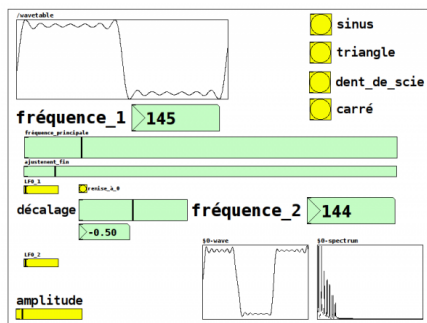 /wavetable
sinus
triangle
dent_de_scie
carré
fréquence_1
145
fréquence_principale
ajustement_fin
LFO_1
remise_à_0
décalage
fréquence_2
144
-0.50
LFO_2
$0-wave
$0-spectrum
amplitude